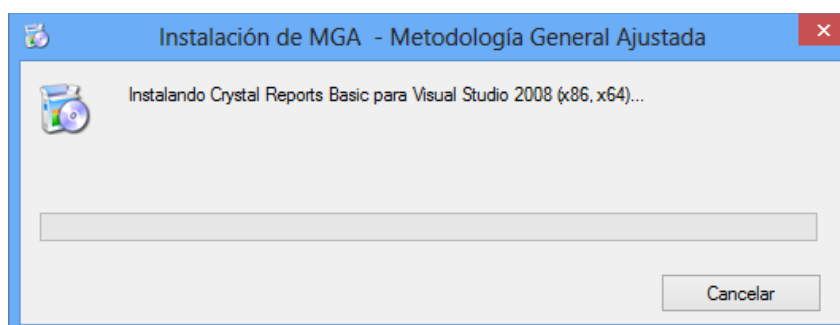 Instalación de MGA - Metodología General Ajustada
Instalando Crystal Reports Basic para Visual Studio 2008 (x86, x64)...
Cancelar